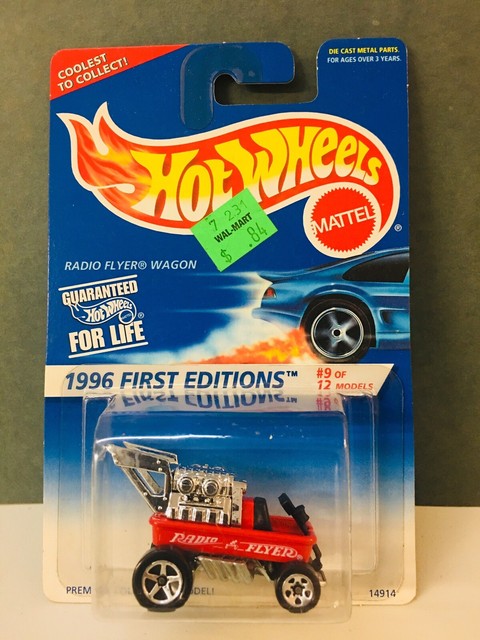 COOLEST
TO COLLECT!
DIE CAST METAL PARTS.
FOR AGES OVER 3 YEARS.
HOT WHEELS
MATTEL
®
7 231
WAL-MART
$ .84
RADIO FLYER® WAGON
GUARANTEED
Hot Wheels
FOR LIFE
1996 FIRST EDITIONS™
#9 OF
12 MODELS
RADIO FLYER
14914